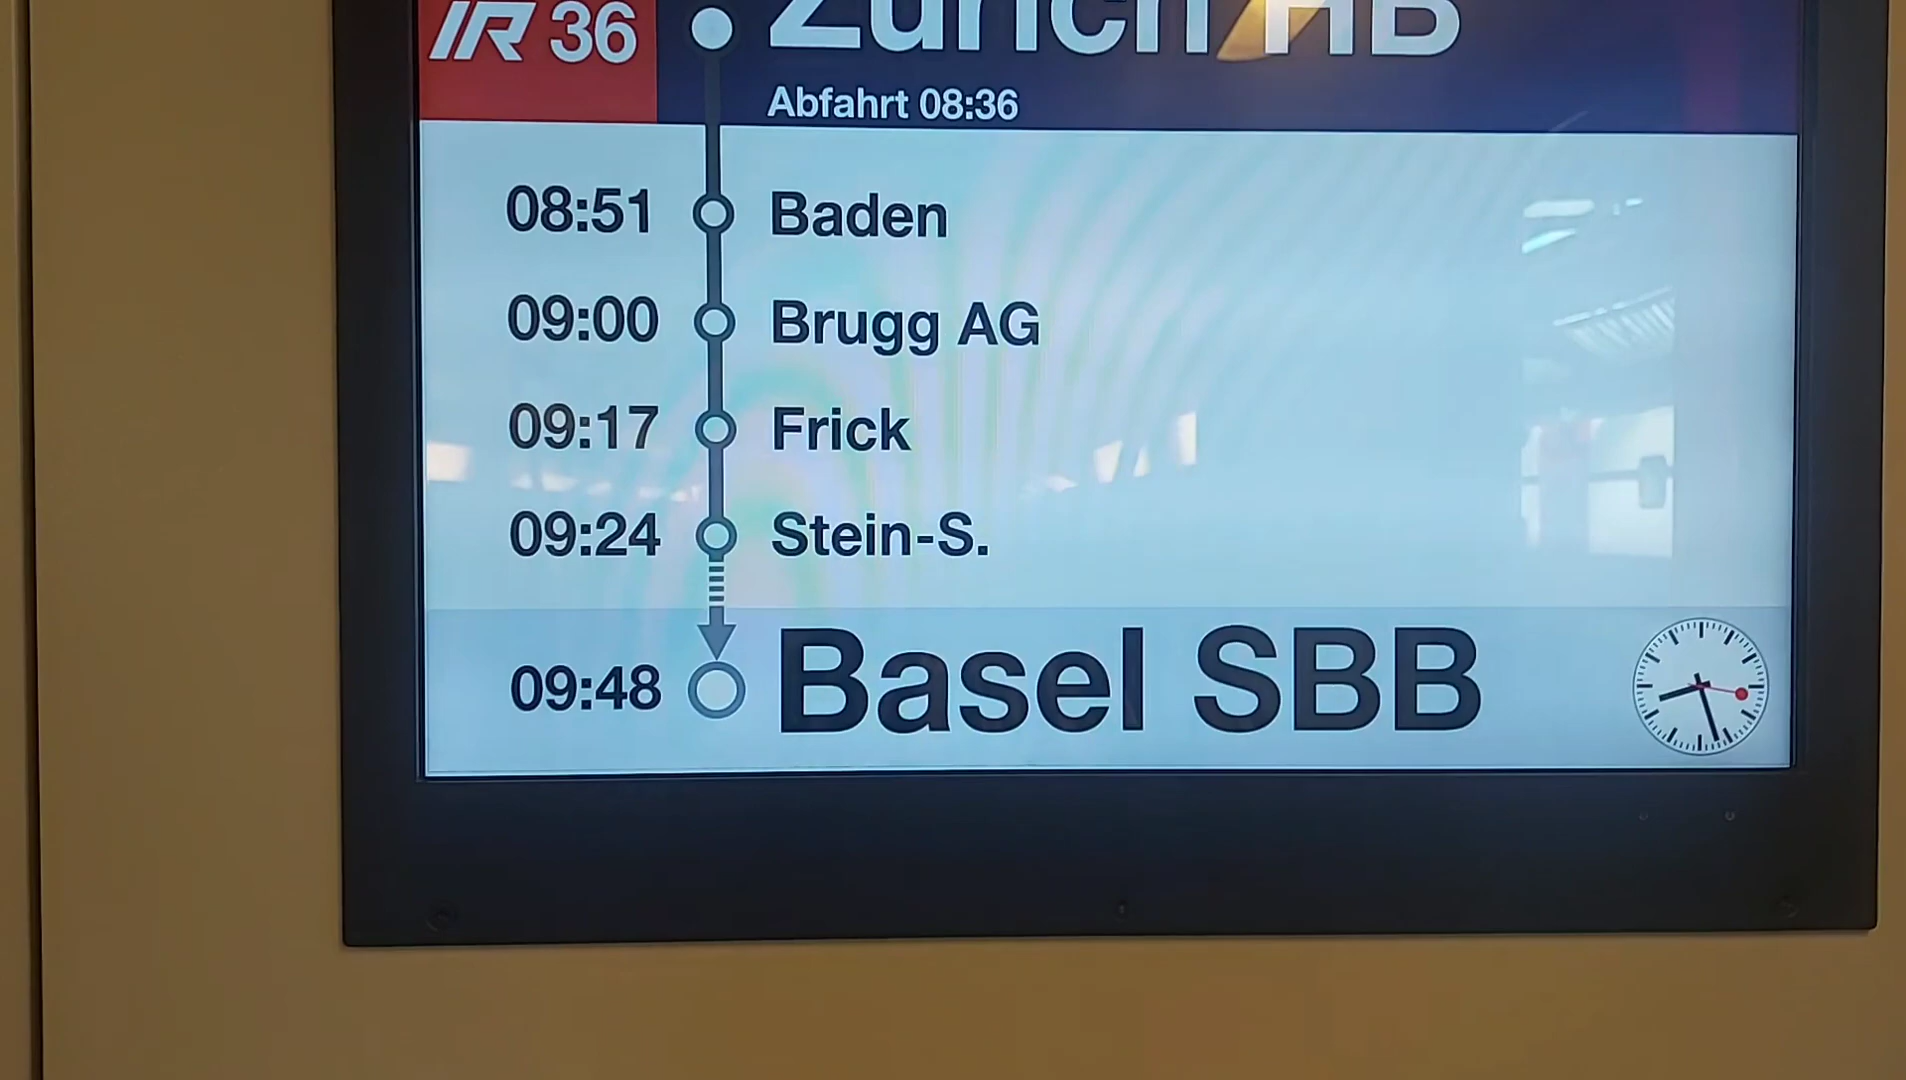 IR 36 Zürich HB
Abfahrt 08:36
08:51 Baden
09:00 Brugg AG
09:17 Frick
09:24 Stein-S.
09:48 Basel SBB